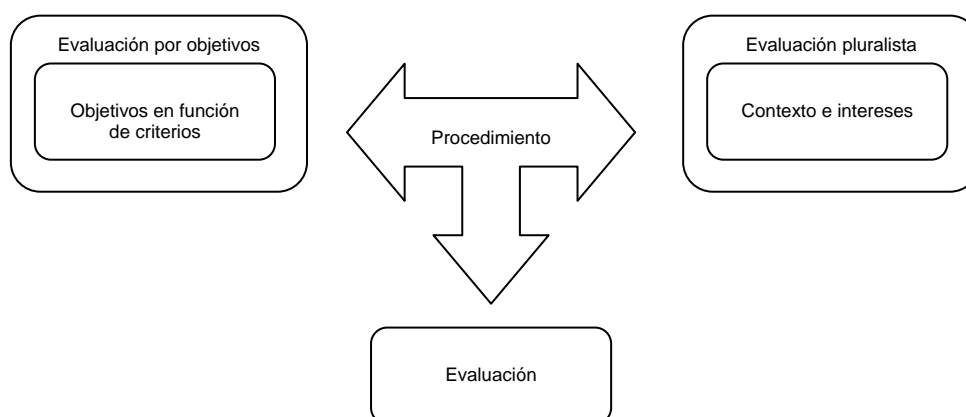 Evaluación por objetivos
Objetivos en función
de criterios
Procedimiento
Evaluación pluralista
Contexto e intereses
Evaluación